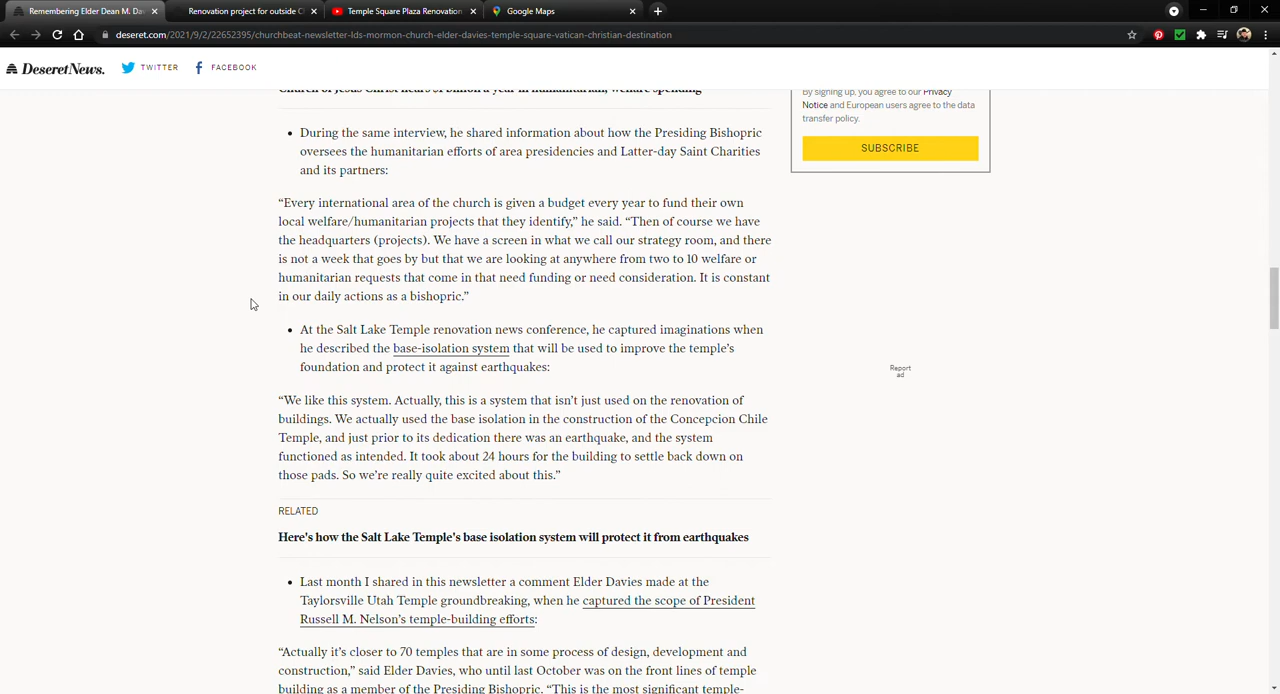 Remembering Elder Dean M. Da
Renovation project for outside C
Temple Square Plaza Renovation
Google Maps
deseret.com/2021/9/2/22652395/churchbeat-newsletter-lds-mormon-church-elder-davies-temple-square-vatican-christian-destination
Deseret News.
TWITTER
FACEBOOK
Church of Jesus Christ nears $1 billion a year in humanitarian, welfare spending
• During the same interview, he shared information about how the Presiding Bishopric
oversees the humanitarian efforts of area presidencies and Latter-day Saint Charities
and its partners:
“Every international area of the church is given a budget every year to fund their own
local welfare/humanitarian projects that they identify,” he said. “Then of course we have
the headquarters (projects). We have a screen in what we call our strategy room, and there
is not a week that goes by but that we are looking at anywhere from two to 10 welfare or
humanitarian requests that come in that need funding or need consideration. It is constant
in our daily actions as a bishopric.”
• At the Salt Lake Temple renovation news conference, he captured imaginations when
he described the base-isolation system that will be used to improve the temple’s
foundation and protect it against earthquakes:
“We like this system. Actually, this is a system that isn’t just used on the renovation of
buildings. We actually used the base isolation in the construction of the Concepcion Chile
Temple, and just prior to its dedication there was an earthquake, and the system
functioned as intended. It took about 24 hours for the building to settle back down on
those pads. So we’re really quite excited about this.”
RELATED
Here's how the Salt Lake Temple's base isolation system will protect it from earthquakes
• Last month I shared in this newsletter a comment Elder Davies made at the
Taylorsville Utah Temple groundbreaking, when he captured the scope of President
Russell M. Nelson’s temple-building efforts:
“Actually it’s closer to 70 temples that are in some process of design, development and
construction,” said Elder Davies, who until last October was on the front lines of temple
building as a member of the Presiding Bishopric. “This is the most significant temple-
by signing up, you agree to our Privacy
Notice and European users agree to the data
transfer policy.
SUBSCRIBE
Report
ad